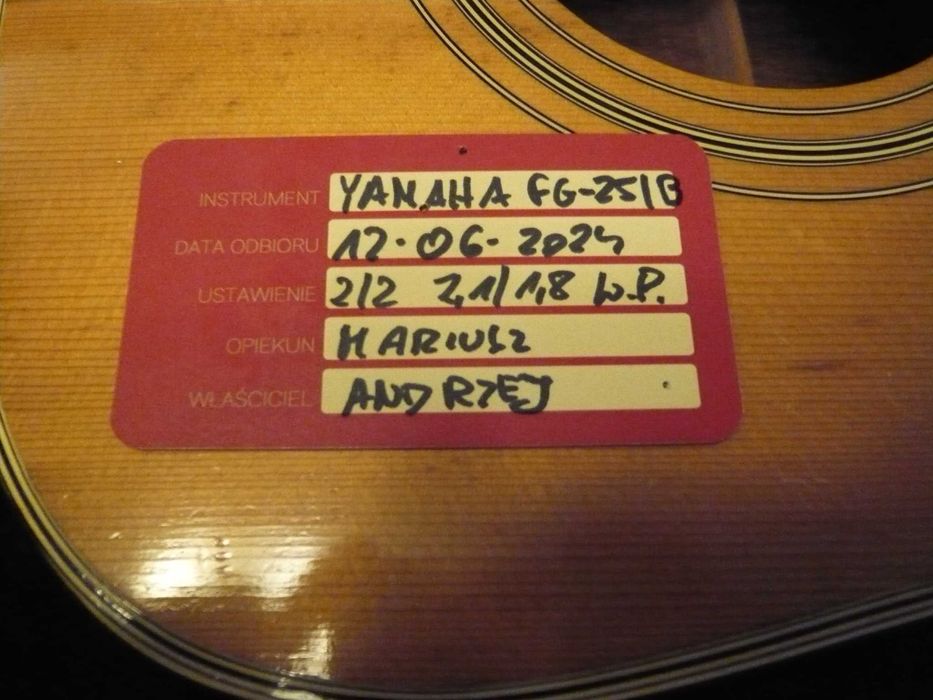 INSTRUMENT YAMAHA FG-251B
DATA ODBIORU 12-06-2024
USTAWIENIE 2/2 2,1/1,8 W.P.
OPIEKUN MARIUSZ
WŁAŚCICIEL ANDRZEJ